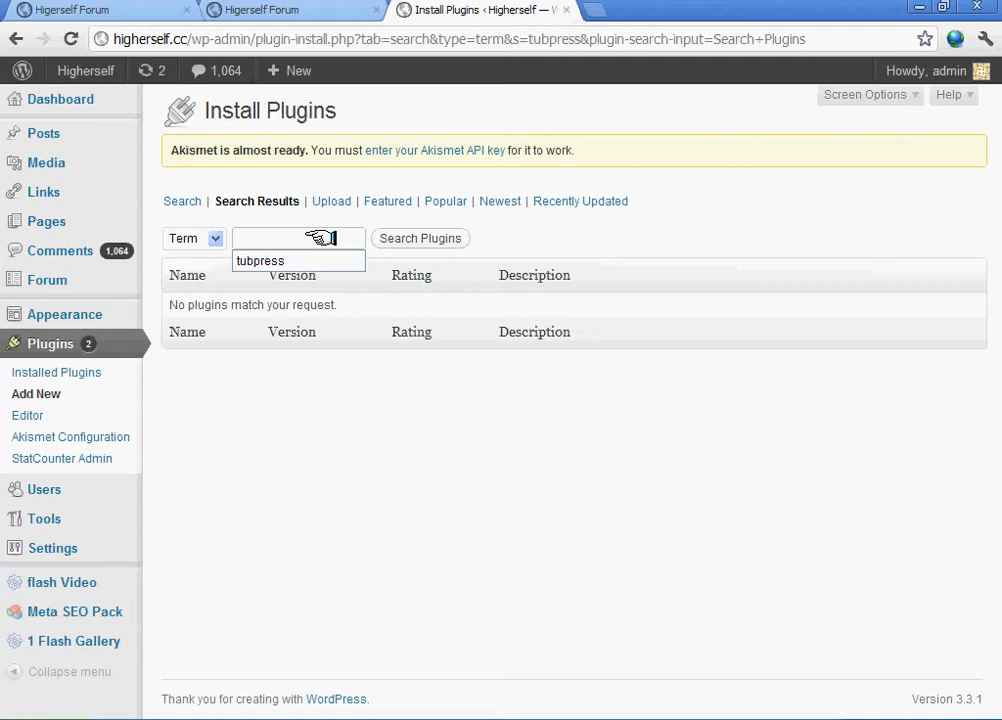 Higerself Forum
Higerself Forum
Install Plugins ‹ Higherself — W
higherself.cc/wp-admin/plugin-install.php?tab=search&type=term&s=tubpress&plugin-search-input=Search+Plugins
Higherself 2 1,064 New Howdy, admin
Screen Options Help
Dashboard
Posts
Media
Links
Pages
Comments 1,064
Forum
Appearance
Plugins 2
Installed Plugins
Add New
Editor
Akismet Configuration
StatCounter Admin
Users
Tools
Settings
flash Video
Meta SEO Pack
1 Flash Gallery
Collapse menu
Install Plugins
Akismet is almost ready. You must enter your Akismet API key for it to work.
Search | Search Results | Upload | Featured | Popular | Newest | Recently Updated
Term Search Plugins
tubpress
Name Version Rating Description
No plugins match your request.
Name Version Rating Description
Thank you for creating with WordPress. Version 3.3.1